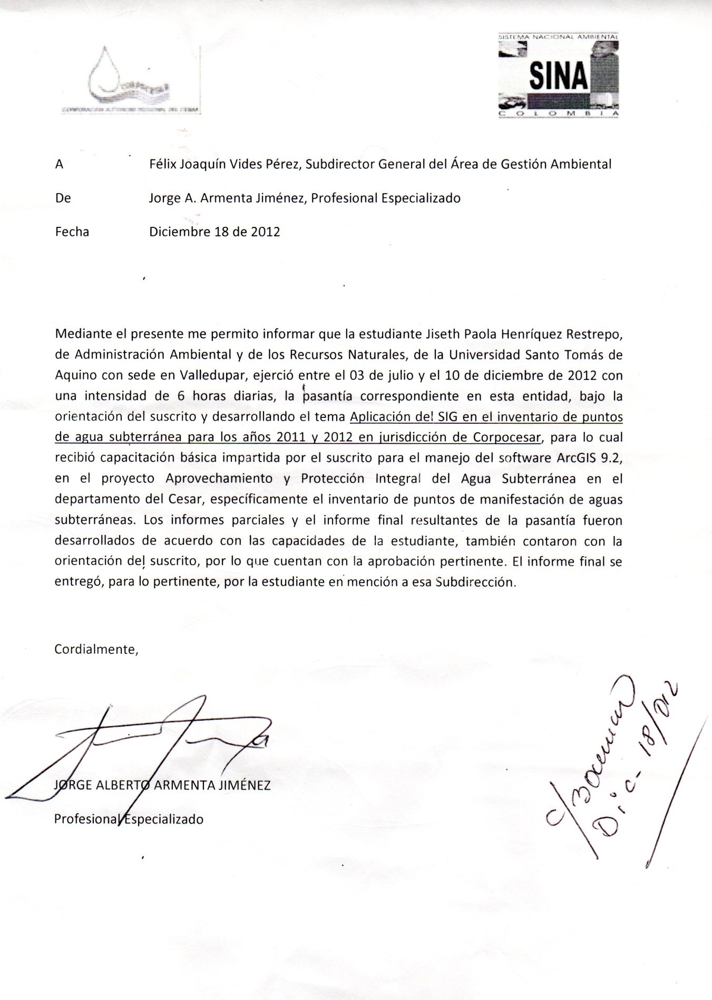 CORPORACION AUTONOMA REGIONAL DEL CESAR
SISTEMA NACIONAL AMBIENTAL
SINA
COLOMBIA
A Félix Joaquín Vides Pérez, Subdirector General del Área de Gestión Ambiental
De Jorge A. Armenta Jiménez, Profesional Especializado
Fecha Diciembre 18 de 2012
Mediante el presente me permito informar que la estudiante Jiseth Paola Henríquez Restrepo,
de Administración Ambiental y de los Recursos Naturales, de la Universidad Santo Tomás de
Aquino con sede en Valledupar, ejerció entre el 03 de julio y el 10 de diciembre de 2012 con
una intensidad de 6 horas diarias, la pasantía correspondiente en esta entidad, bajo la
orientación del suscrito y desarrollando el tema Aplicación del SIG en el inventario de puntos
de agua subterránea para los años 2011 y 2012 en jurisdicción de Corpocesar, para lo cual
recibió capacitación básica impartida por el suscrito para el manejo del software ArcGIS 9.2,
en el proyecto Aprovechamiento y Protección Integral del Agua Subterránea en el
departamento del Cesar, específicamente el inventario de puntos de manifestación de aguas
subterráneas. Los informes parciales y el informe final resultantes de la pasantía fueron
desarrollados de acuerdo con las capacidades de la estudiante, también contaron con la
orientación del suscrito, por lo que cuentan con la aprobación pertinente. El informe final se
entregó, para lo pertinente, por la estudiante en mención a esa Subdirección.
Cordialmente,
JORGE ALBERTO ARMENTA JIMÉNEZ
Profesional Especializado
Dic- 18/012